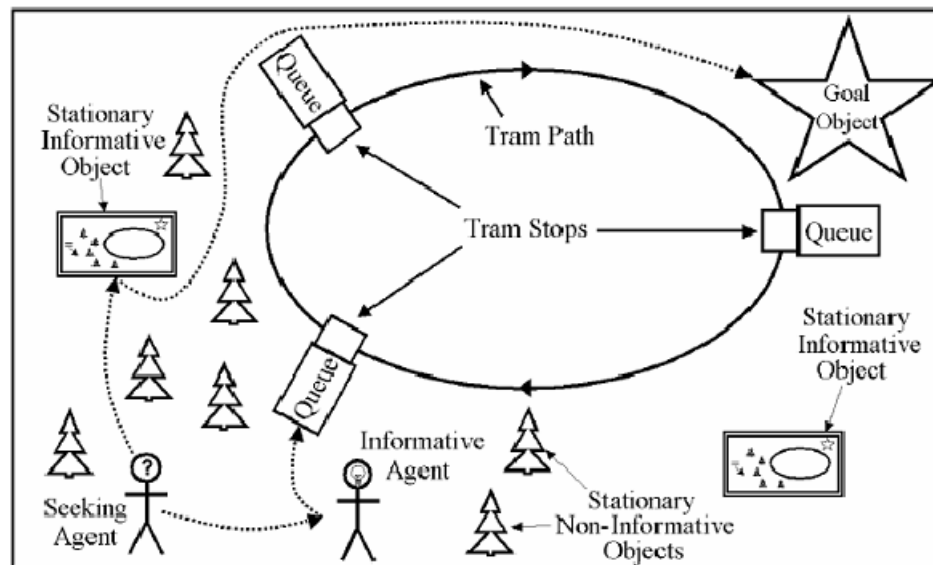 Queue
Goal
Object
Stationary
Informative
Object
Tram Path
Tram Stops
Queue
Stationary
Informative
Object
Queue
Informative
Agent
?
Seeking
Agent
Stationary
Non-Informative
Objects